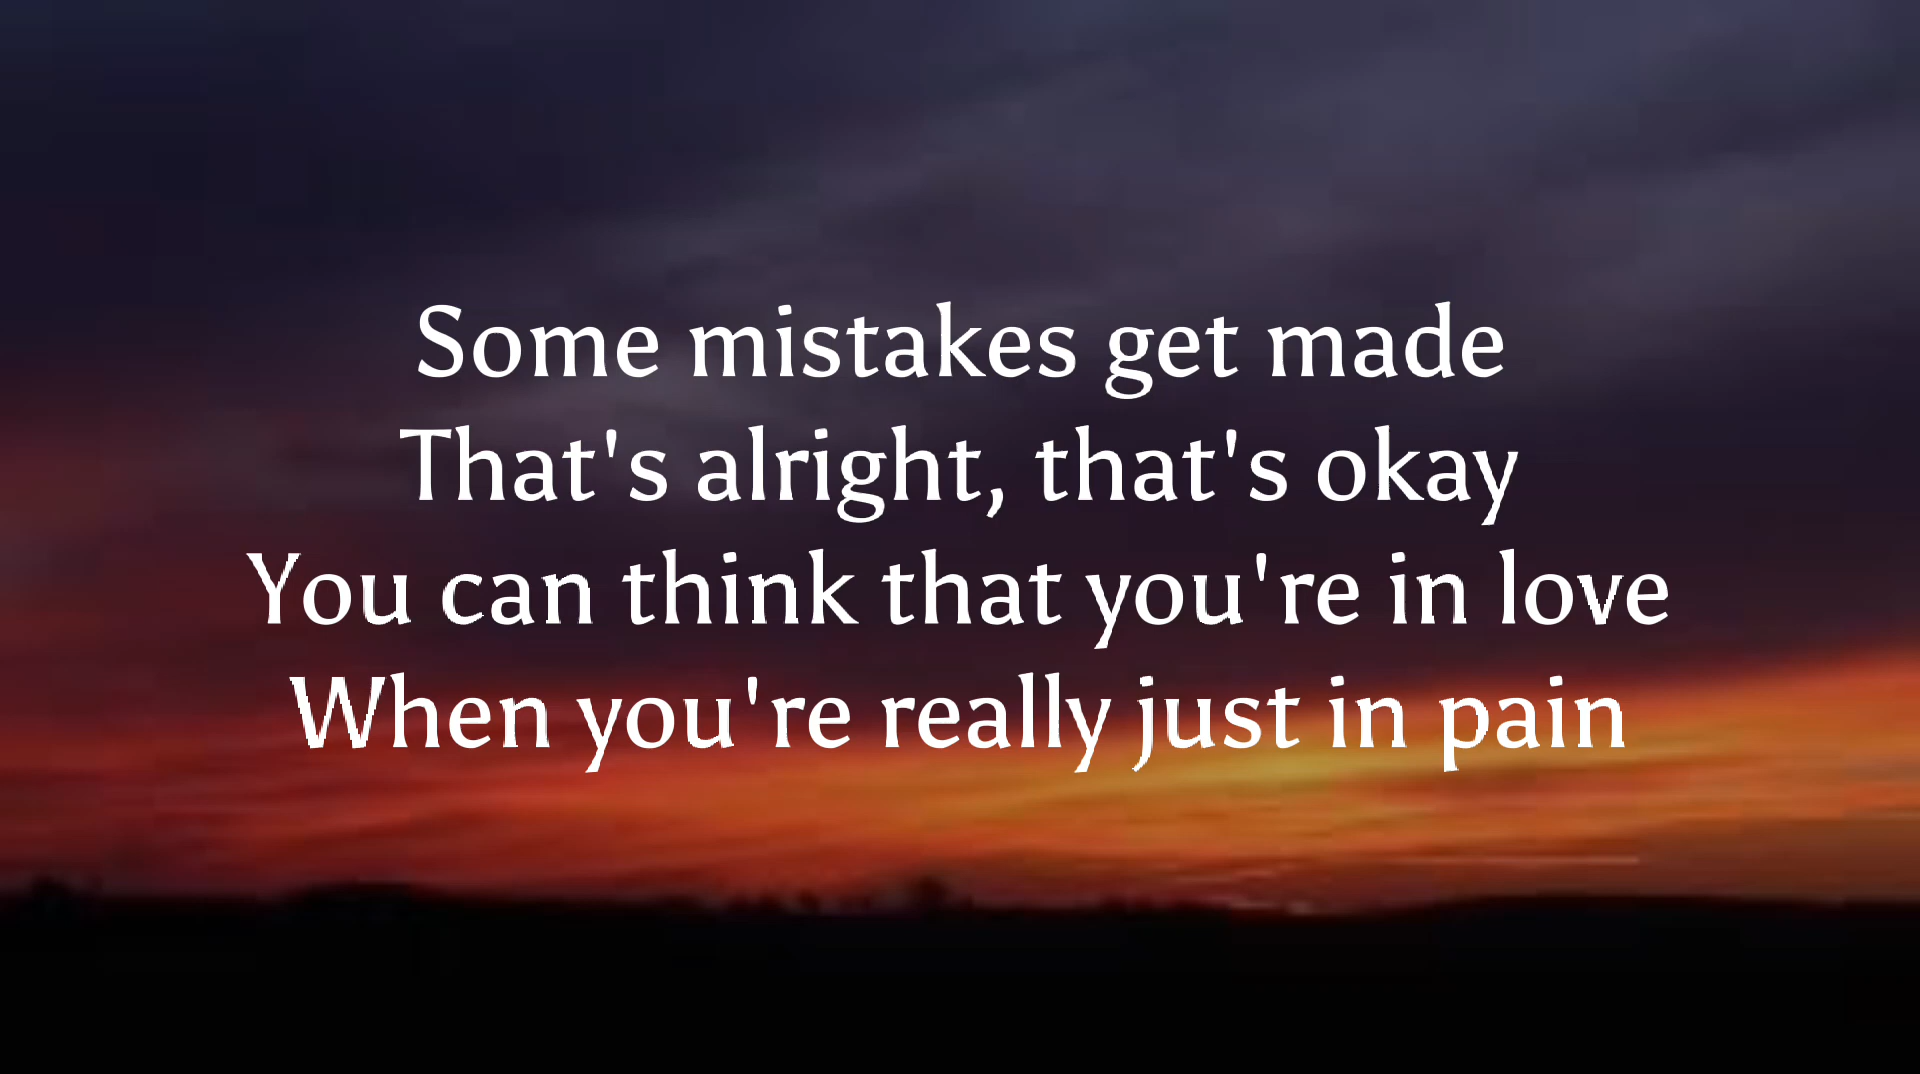 Some mistakes get made
That's alright, that's okay
You can think that you're in love
When you're really just in pain